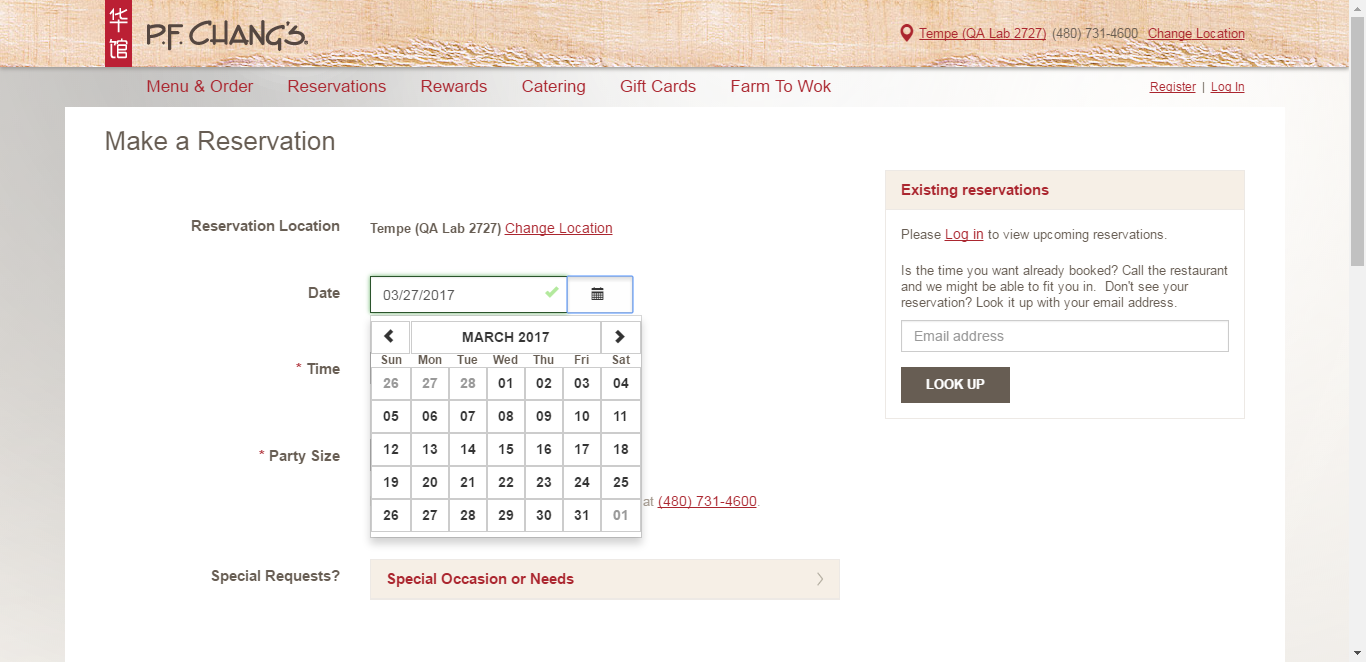 华馆
P.F. CHANG'S.
Tempe (QA Lab 2727) (480) 731-4600 Change Location
Menu & Order Reservations Rewards Catering Gift Cards Farm To Wok
Register | Log In
Make a Reservation
Reservation Location
Tempe (QA Lab 2727) Change Location
Date
03/27/2017
MARCH 2017
Sun Mon Tue Wed Thu Fri Sat
26 27 28 01 02 03 04
05 06 07 08 09 10 11
12 13 14 15 16 17 18
19 20 21 22 23 24 25
26 27 28 29 30 31 01
* Time
* Party Size
at (480) 731-4600.
Special Requests?
Special Occasion or Needs
Existing reservations
Please Log in to view upcoming reservations.
Is the time you want already booked? Call the restaurant
and we might be able to fit you in. Don't see your
reservation? Look it up with your email address.
Email address
LOOK UP